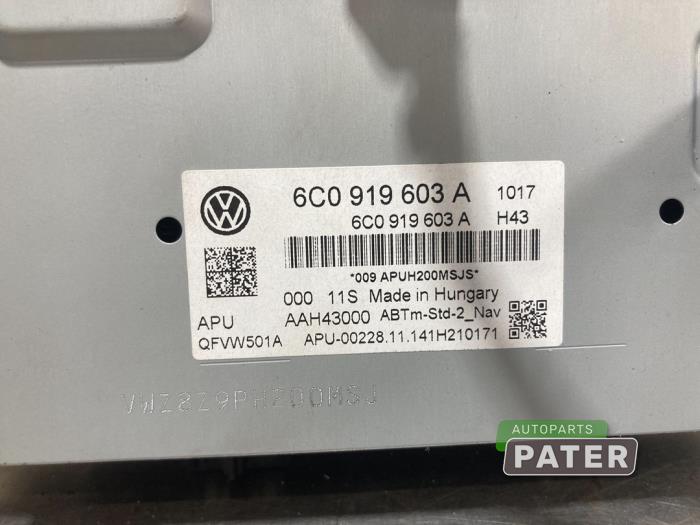 6C0 919 603 A 1017
6C0 919 603 A H43
*009 APUH200MSJS*
000 11S Made in Hungary
APU AAH43000 ABTm-Std-2_Nav
QFVW501A APU-00228.11.141H210171
VWZ8Z9PH200MSJ
AUTOPARTS
PATER